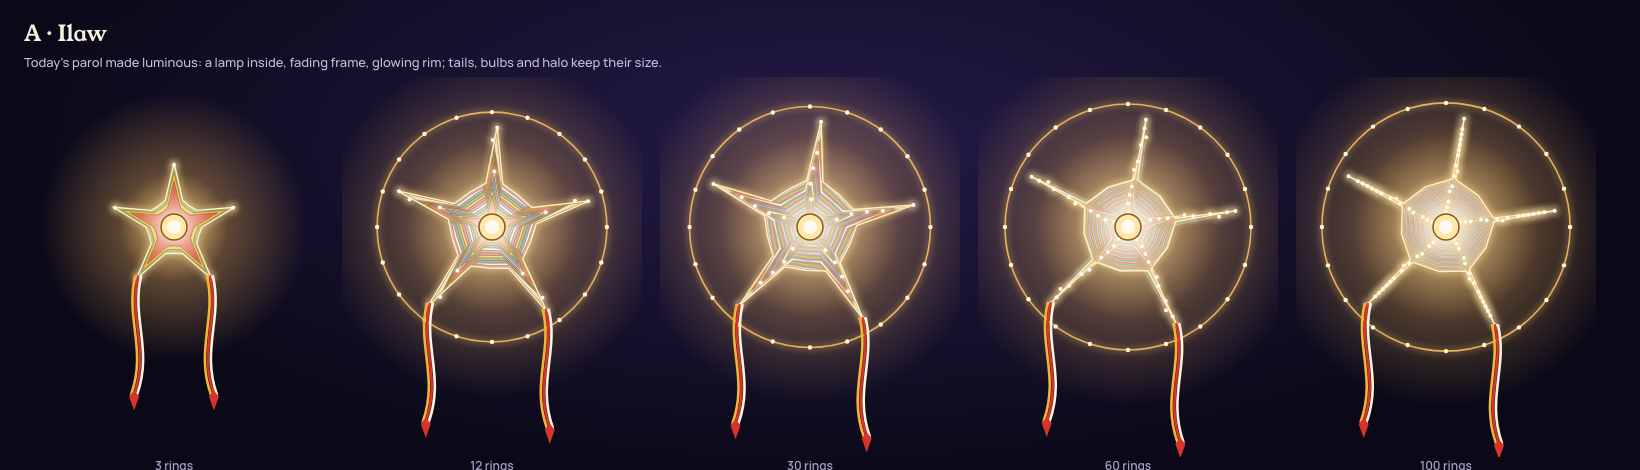 A · Ilaw
Today's parol made luminous: a lamp inside, fading frame, glowing rim; tails, bulbs and halo keep their size.
3 rings
12 rings
30 rings
60 rings
100 rings